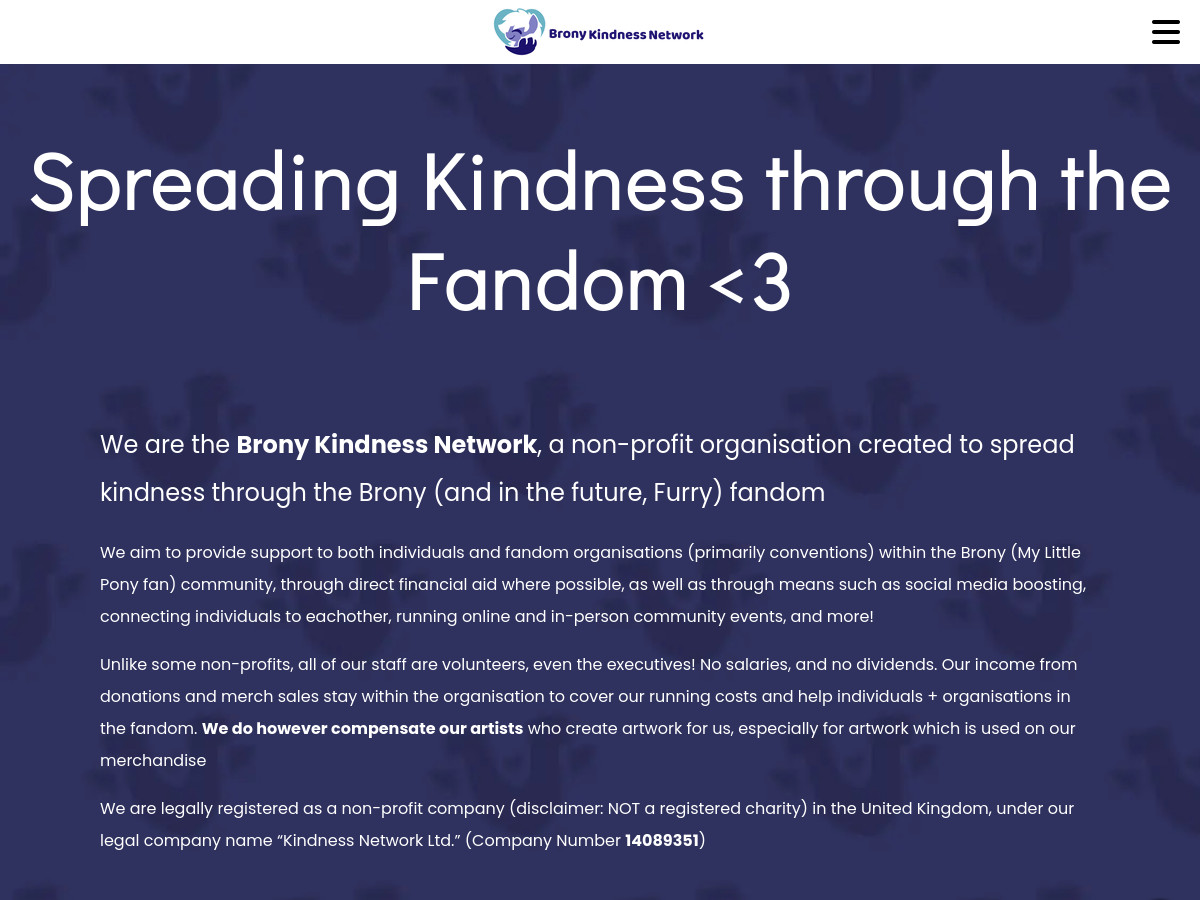 Brony Kindness Network
Spreading Kindness through the
Fandom <3
We are the Brony Kindness Network, a non-profit organisation created to spread
kindness through the Brony (and in the future, Furry) fandom
We aim to provide support to both individuals and fandom organisations (primarily conventions) within the Brony (My Little
Pony fan) community, through direct financial aid where possible, as well as through means such as social media boosting,
connecting individuals to eachother, running online and in-person community events, and more!
Unlike some non-profits, all of our staff are volunteers, even the executives! No salaries, and no dividends. Our income from
donations and merch sales stay within the organisation to cover our running costs and help individuals + organisations in
the fandom. We do however compensate our artists who create artwork for us, especially for artwork which is used on our
merchandise
We are legally registered as a non-profit company (disclaimer: NOT a registered charity) in the United Kingdom, under our
legal company name “Kindness Network Ltd.” (Company Number 14089351)